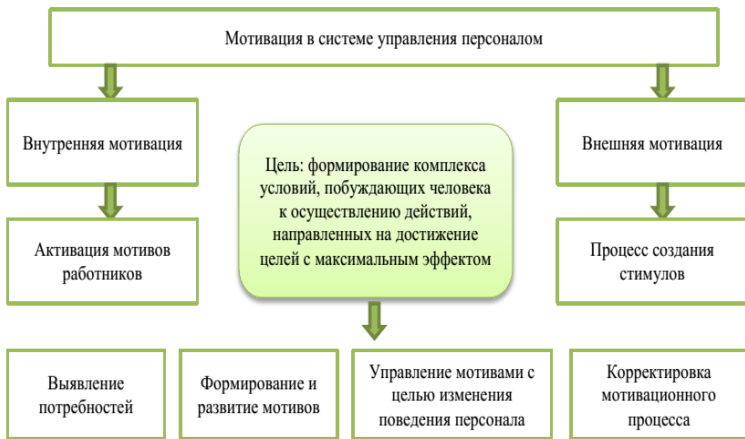 Мотивация в системе управления персоналом
Внутренняя мотивация
Цель: формирование комплекса
условий, побуждающих человека
к осуществлению действий,
направленных на достижение
целей с максимальным эффектом
Внешняя мотивация
Активация мотивов
работников
Процесс создания
стимулов
Выявление
потребностей
Формирование и
развитие мотивов
Управление мотивами с
целью изменения
поведения персонала
Корректировка
мотивационного
процесса